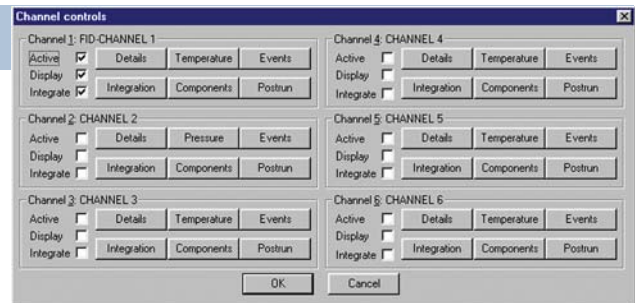 Channel controls
Channel 1: FID-CHANNEL 1
Active Details Temperature Events
Display
Integrate Integration Components Postrun
Channel 2: CHANNEL 2
Active Details Pressure Events
Display
Integrate Integration Components Postrun
Channel 3: CHANNEL 3
Active Details Temperature Events
Display
Integrate Integration Components Postrun
Channel 4: CHANNEL 4
Active Details Temperature Events
Display
Integrate Integration Components Postrun
Channel 5: CHANNEL 5
Active Details Temperature Events
Display
Integrate Integration Components Postrun
Channel 6: CHANNEL 6
Active Details Temperature Events
Display
Integrate Integration Components Postrun
OK Cancel